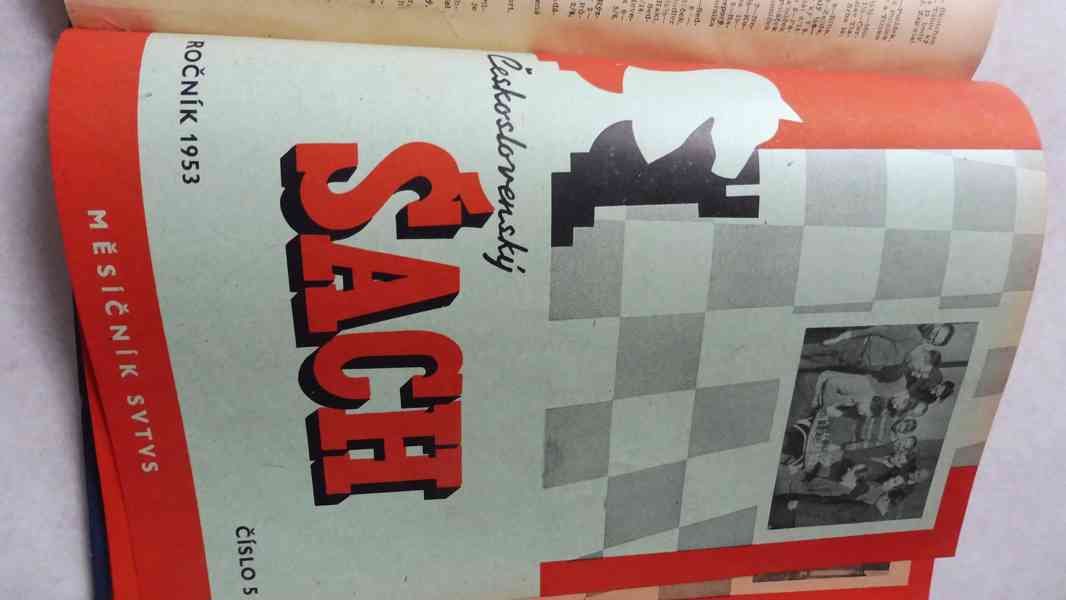 Československý
ŠACH
ROČNÍK 1953
ČÍSLO 5
MĚSÍČNÍK SVTVS